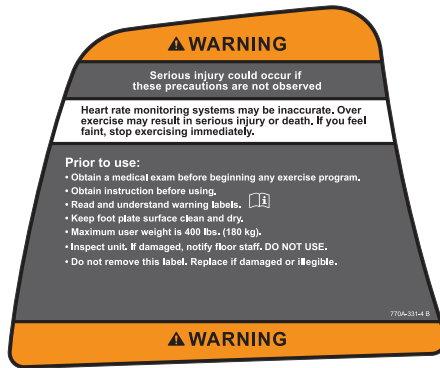 WARNING
Serious injury could occur if
these precautions are not observed
Heart rate monitoring systems may be inaccurate. Over
exercise may result in serious injury or death. If you feel
faint, stop exercising immediately.
Prior to use:
• Obtain a medical exam before beginning any exercise program.
• Obtain instruction before using.
• Read and understand warning labels.
• Keep foot plate surface clean and dry.
• Maximum user weight is 400 lbs. (180 kg).
• Inspect unit. If damaged, notify floor staff. DO NOT USE.
• Do not remove this label. Replace if damaged or illegible.
770A-331-4 B
WARNING